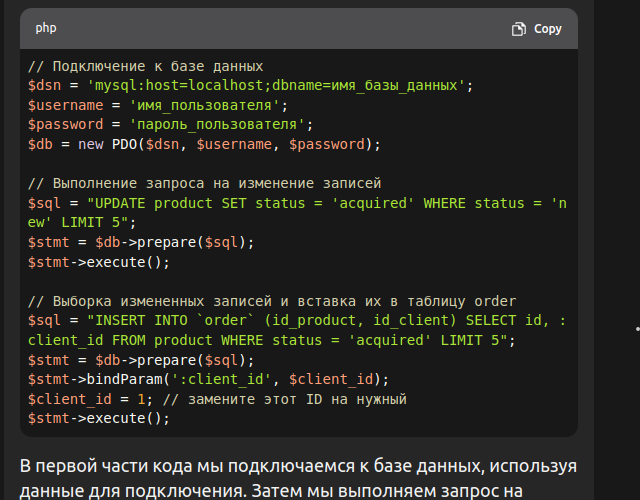 php
Copy
// Подключение к базе данных
$dsn = 'mysql:host=localhost;dbname=имя_базы_данных';
$username = 'имя_пользователя';
$password = 'пароль_пользователя';
$db = new PDO($dsn, $username, $password);
// Выполнение запроса на изменение записей
$sql = "UPDATE product SET status = 'acquired' WHERE status = 'n
ew' LIMIT 5";
$stmt = $db->prepare($sql);
$stmt->execute();
// Выборка измененных записей и вставка их в таблицу order
$sql = "INSERT INTO `order` (id_product, id_client) SELECT id, :
client_id FROM product WHERE status = 'acquired' LIMIT 5";
$stmt = $db->prepare($sql);
$stmt->bindParam(':client_id', $client_id);
$client_id = 1; // замените этот ID на нужный
$stmt->execute();
В первой части кода мы подключаемся к базе данных, используя
данные для подключения. Затем мы выполняем запрос на